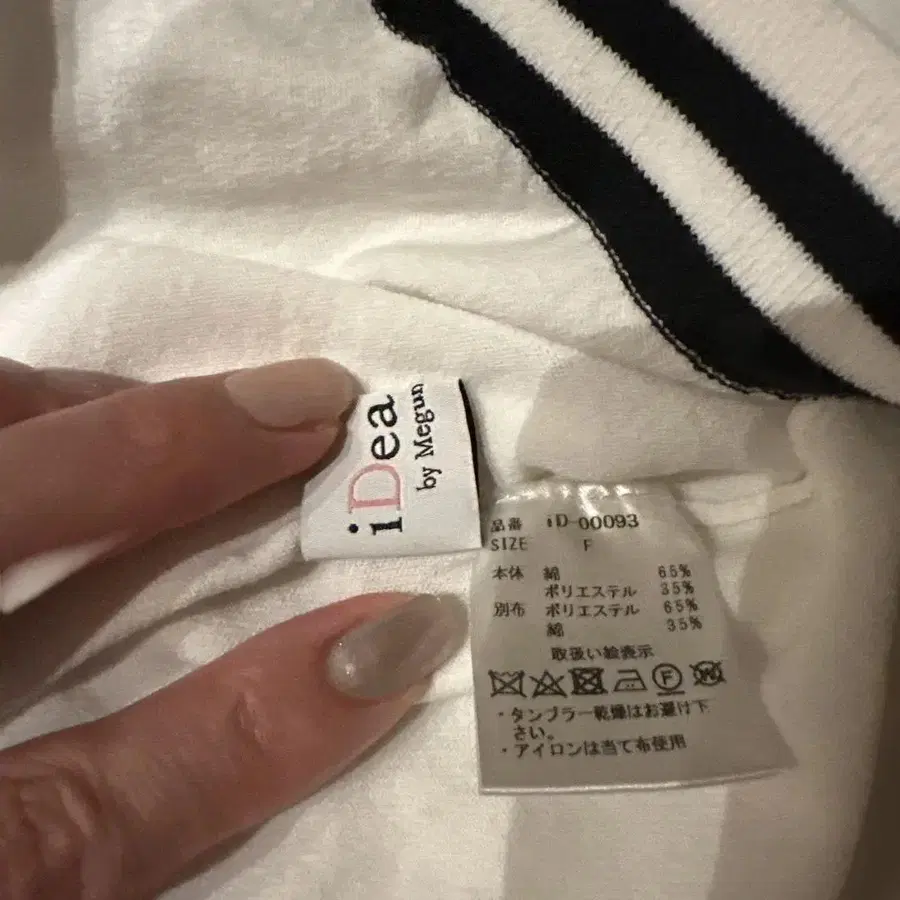 iDea
by Megun
品番 iD-00093
SIZE F
本体 綿 65%
ポリエステル 35%
別布 ポリエステル 65%
綿 35%
取扱い絵表示
F W
・タンブラー乾燥はお避け下
さい。
・アイロンは当て布使用